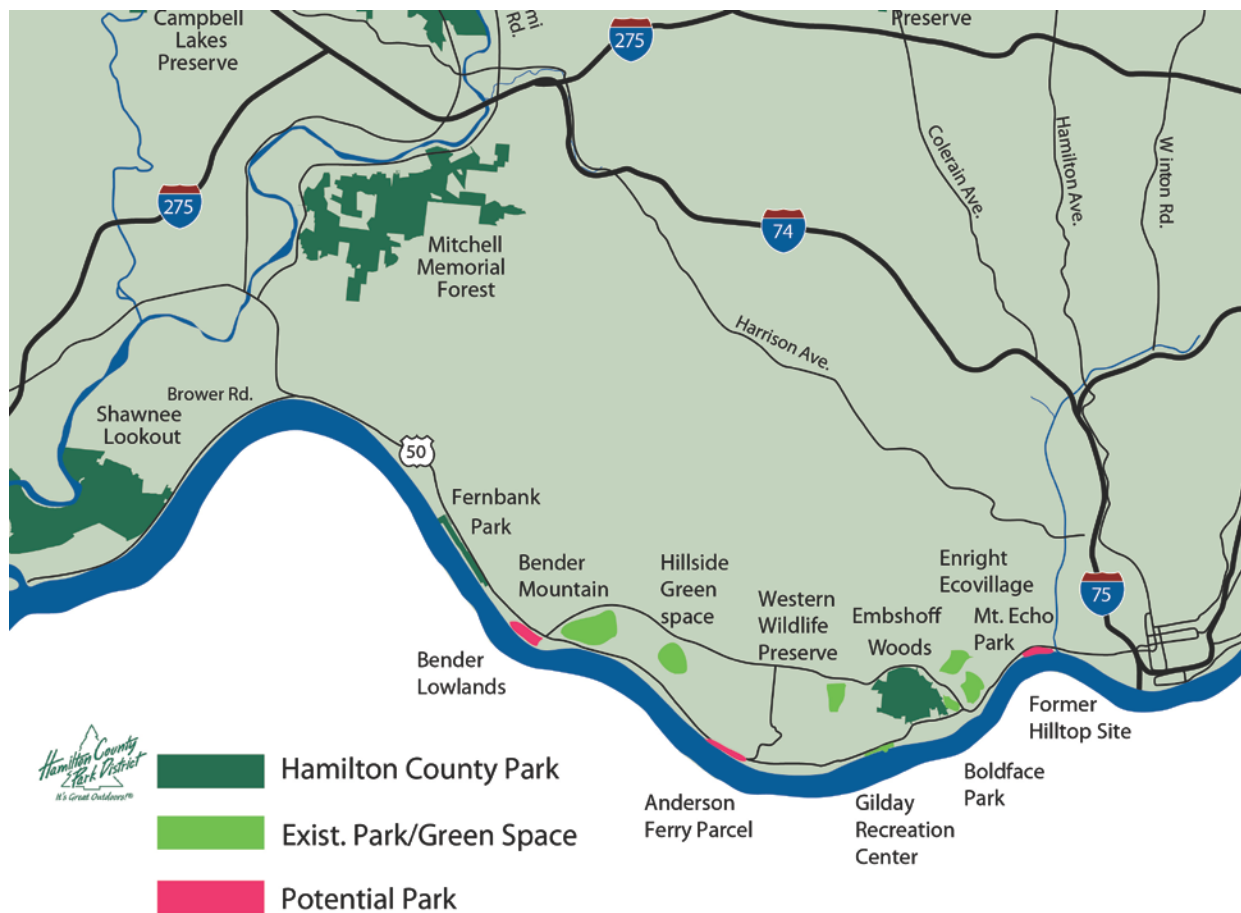 Campbell
Lakes
Preserve
mi
Rd.
275
Preserve
275
Colerain Ave.
Hamilton Ave.
Winton Rd.
74
Mitchell
Memorial
Forest
Harrison Ave.
Brower Rd.
Shawnee
Lookout
50
Fernbank
Park
Bender
Mountain
Hillside
Green
space
Western
Wildlife
Preserve
Embshoff
Woods
Enright
Ecovillage
Mt. Echo
Park
75
Bender
Lowlands
Former
Hilltop Site
Boldface
Park
Anderson
Ferry Parcel
Gilday
Recreation
Center
Hamilton County
Park District
It's Great Outdoors!®
Hamilton County Park
Exist. Park/Green Space
Potential Park